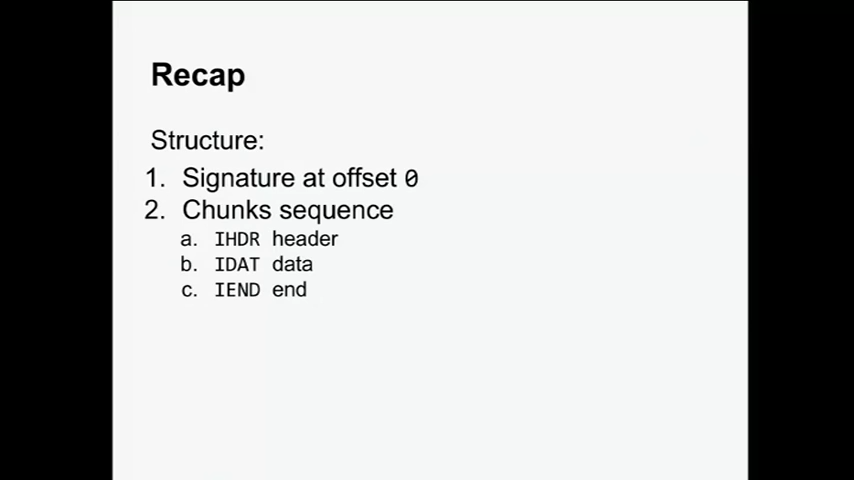 Recap
Structure:
1. Signature at offset 0
2. Chunks sequence
a. IHDR header
b. IDAT data
c. IEND end